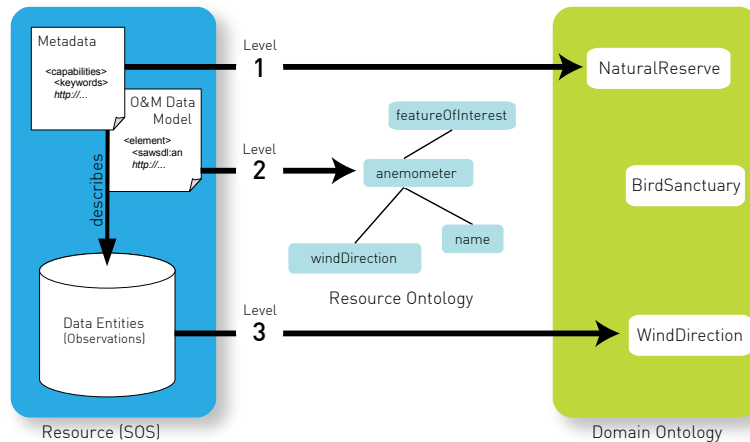 Metadata
<capabilities>
<keywords>
http://...
O&M Data
Model
<element>
<sawsdl:an
http://...
describes
Data Entities
(Observations)
Resource (SOS)
Level
1
Level
2
Level
3
featureOfInterest
anemometer
name
windDirection
Resource Ontology
NaturalReserve
BirdSanctuary
WindDirection
Domain Ontology